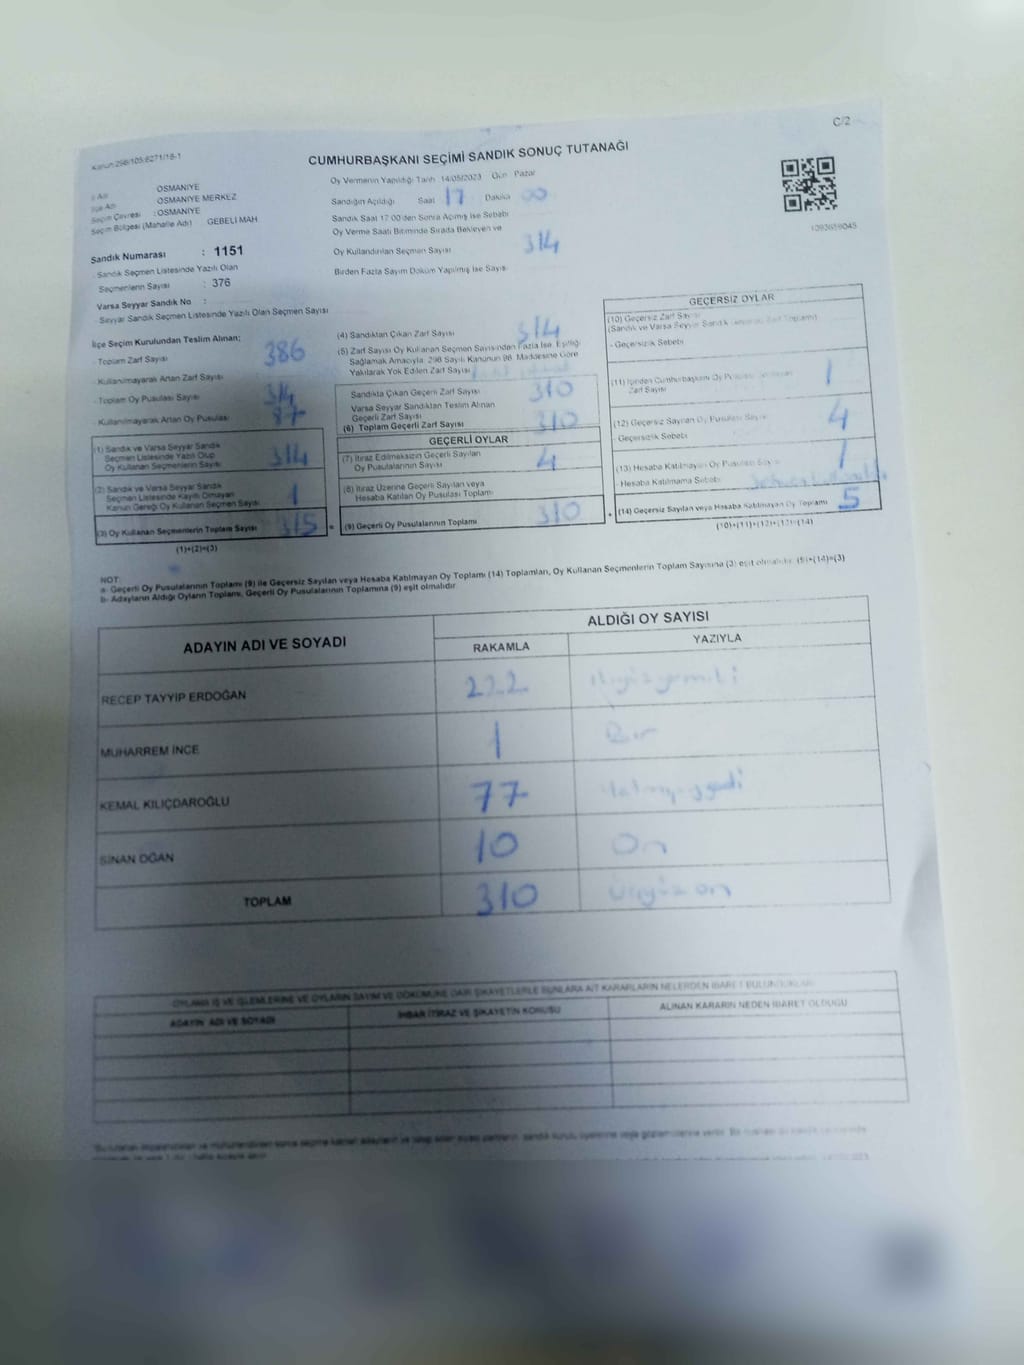 C/2
Kanun:298/105;6271/18-1
CUMHURBAŞKANI SEÇİMİ SANDIK SONUÇ TUTANAĞI
İl Adı : OSMANİYE
İlçe Adı : OSMANİYE MERKEZ
Seçim Çevresi : OSMANİYE
Seçim Bölgesi (Mahalle Adı) GEBELİ MAH
Sandık Numarası : 1151
- Sandık Seçmen Listesinde Yazılı Olan
Seçmenlerin Sayısı : 376
Varsa Seyyar Sandık No :
- Seyyar Sandık Seçmen Listesinde Yazılı Olan Seçmen Sayısı
Oy Vermenin Yapıldığı Tarih 14/05/2023 Gün Pazar
Sandığın Açıldığı Saat 17 Dakika 00
Sandık Saat 17:00'den Sonra Açmış İse Sebebi
Oy Verme Saati Bitiminde Sırada Bekleyen ve
Oy Kullandırılan Seçmen Sayısı 314
Birden Fazla Sayım Döküm Yapılmış İse Sayısı
1093659045
İlçe Seçim Kurulundan Teslim Alınan;
- Toplam Zarf Sayısı 386
- Kullanılmayarak Artan Zarf Sayısı
- Toplam Oy Pusulası Sayısı 314
- Kullanılmayarak Artan Oy Pusulası 87
(1) Sandık ve Varsa Seyyar Sandık
Seçmen Listesinde Yazılı Olup
Oy Kullanan Seçmenlerin Sayısı 314
(2) Sandık ve Varsa Seyyar Sandık
Seçmen Listesinde Kayıtlı Olmayan
Kanun Gereği Oy Kullanan Seçmen Sayısı 1
(3) Oy Kullanan Seçmenlerin Toplam Sayısı 315 =
(1)+(2)=(3)
(4) Sandıktan Çıkan Zarf Sayısı 314
(5) Zarf Sayısı Oy Kullanan Seçmen Sayısından Fazla İse, Eşitliği
Sağlamak Amacıyla, 298 Sayılı Kanunun 98. Maddesine Göre
Yakılarak Yok Edilen Zarf Sayısı
Sandıkta Çıkan Geçerli Zarf Sayısı 310
Varsa Seyyar Sandıktan Teslim Alınan
Geçerli Zarf Sayısı
(6) Toplam Geçerli Zarf Sayısı 310
GEÇERLİ OYLAR
(7) İtiraz Edilmeksizin Geçerli Sayılan
Oy Pusulalarının Sayısı 4
(8) İtiraz Üzerine Geçerli Sayılan veya
Hesaba Katılan Oy Pusulası Toplamı
(9) Geçerli Oy Pusulalarının Toplamı 310 +
GEÇERSİZ OYLAR
(10) Geçersiz Zarf Sayısı
(Sandık ve Varsa Seyyar Sandık Zarf Toplamı)
- Geçersizlik Sebebi
(11) İçinden Cumhurbaşkanı Oy Pusulası
Zarf Sayısı 1
(12) Geçersiz Sayılan Oy Pusulası Sayısı 4
- Geçersizlik Sebebi
(13) Hesaba Katılmayan Oy Pusulası Sayısı 1
- Hesaba Katılmama Sebebi
(14) Geçersiz Sayılan veya Hesaba Katılmayan Oy Toplamı 5
(10)+(11)+(12)+(13)=(14)
NOT:
a- Geçerli Oy Pusulalarının Toplamı (9) ile Geçersiz Sayılan veya Hesaba Katılmayan Oy Toplamı (14) Toplamları, Oy Kullanan Seçmenlerin Toplam Sayısına (3) eşit olmalıdır. (9)+(14)=(3)
b- Adayların Aldığı Oyların Toplamı, Geçerli Oy Pusulalarının Toplamına (9) eşit olmalıdır.
ADAYIN ADI VE SOYADI ALDIĞI OY SAYISI
RAKAMLA YAZIYLA
RECEP TAYYİP ERDOĞAN 222
MUHARREM İNCE 1 Bir
KEMAL KILIÇDAROĞLU 77
SİNAN OĞAN 10 On
TOPLAM 310 Üçyüz on
OYLAMA İŞ VE İŞLEMLERİNE VE OYLARIN SAYIM VE DÖKÜMÜNE DAİR ŞİKAYETLERLE BUNLARA AİT KARARLARIN NELERDEN İBARET BULUNDUKLARI
ADAYIN ADI VE SOYADI İHBAR İTİRAZ VE ŞİKAYETİN KONUSU ALINAN KARARIN NEDEN İBARET OLDUĞU